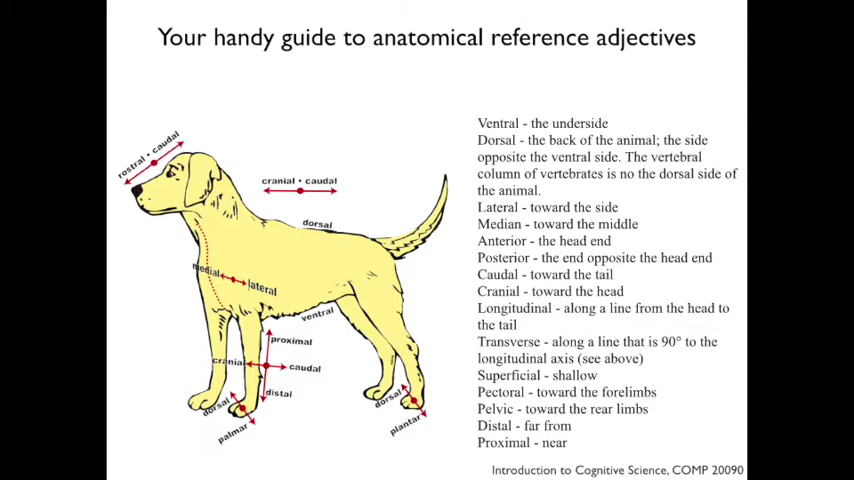 Your handy guide to anatomical reference adjectives
rostral • caudal
cranial • caudal
dorsal
medial
lateral
ventral
proximal
cranial
caudal
distal
dorsal
palmar
dorsal
plantar
Ventral - the underside
Dorsal - the back of the animal; the side
opposite the ventral side. The vertebral
column of vertebrates is no the dorsal side of
the animal.
Lateral - toward the side
Median - toward the middle
Anterior - the head end
Posterior - the end opposite the head end
Caudal - toward the tail
Cranial - toward the head
Longitudinal - along a line from the head to
the tail
Transverse - along a line that is 90° to the
longitudinal axis (see above)
Superficial - shallow
Pectoral - toward the forelimbs
Pelvic - toward the rear limbs
Distal - far from
Proximal - near
Introduction to Cognitive Science, COMP 20090